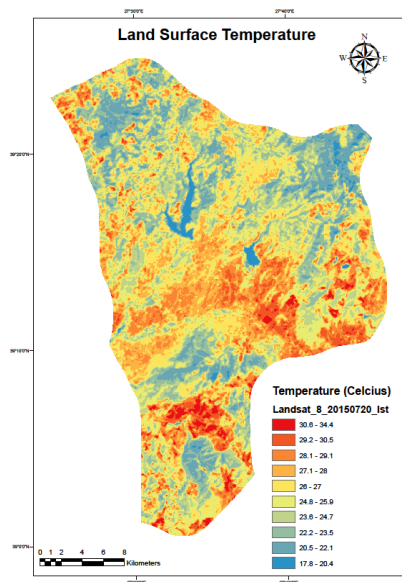 27°30'0"E 27°40'0"E
Land Surface Temperature
N
W E
S
39°20'0"N
39°10'0"N
39°0'0"N
Temperature (Celcius)
Landsat_8_20150720_lst
30.6 - 34.4
29.2 - 30.5
28.1 - 29.1
27.1 - 28
26 - 27
24.8 - 25.9
23.6 - 24.7
22.2 - 23.5
20.5 - 22.1
17.8 - 20.4
0 1 2 4 6 8
Kilometers